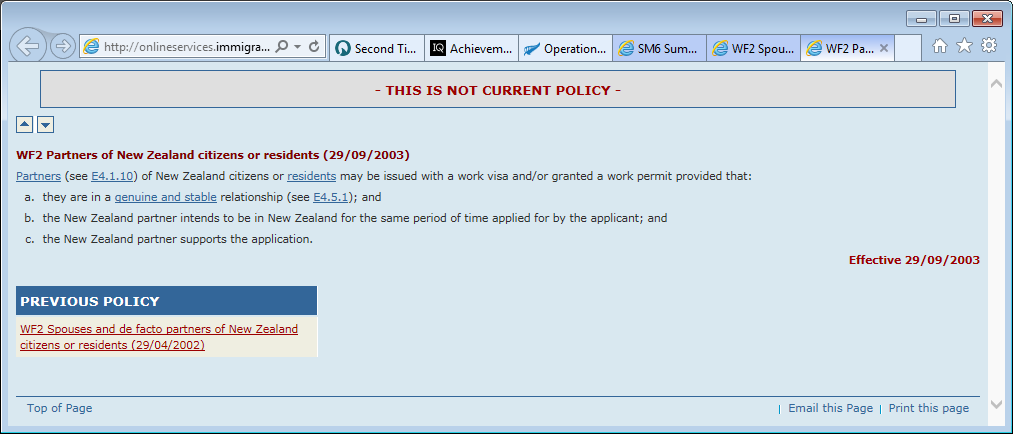 http://onlineservices.immigra...
Second Ti...
Achievem...
Operation...
SM6 Sum...
WF2 Spou...
WF2 Pa...
- THIS IS NOT CURRENT POLICY -
WF2 Partners of New Zealand citizens or residents (29/09/2003)
Partners (see E4.1.10) of New Zealand citizens or residents may be issued with a work visa and/or granted a work permit provided that:
a. they are in a genuine and stable relationship (see E4.5.1); and
b. the New Zealand partner intends to be in New Zealand for the same period of time applied for by the applicant; and
c. the New Zealand partner supports the application.
Effective 29/09/2003
PREVIOUS POLICY
WF2 Spouses and de facto partners of New Zealand
citizens or residents (29/04/2002)
Top of Page
| Email this Page | Print this page